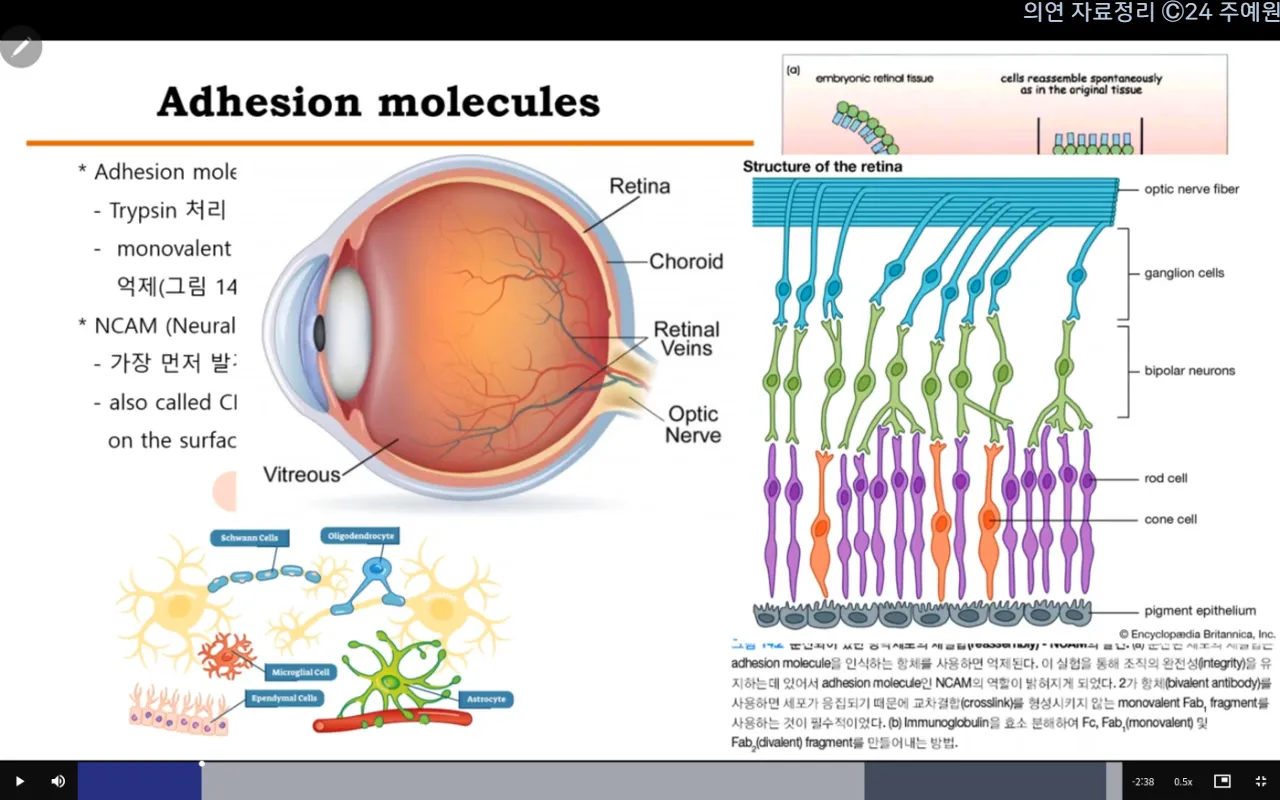 의연 자료정리 ©24 주예원
Adhesion molecules
* Adhesion mole
- Trypsin 처리
- monovalent
억제(그림 14
* NCAM (Neural
- 가장 먼저 발
- also called CI
on the surfac
Retina
Choroid
Retinal
Veins
Optic
Nerve
Vitreous
Schwann Cells
Oligodendrocyte
Microglial Cell
Ependymal Cells
Astrocyte
(a)
embryonic retinal tissue
cells reassemble spontaneously
as in the original tissue
Structure of the retina
optic nerve fiber
ganglion cells
bipolar neurons
rod cell
cone cell
pigment epithelium
© Encyclopædia Britannica, Inc.
adhesion molecule을 인식하는 항체를 사용하면 억제된다. 이 실험을 통해 조직의 완전성(integrity)을 유
지하는데 있어서 adhesion molecule인 NCAM의 역할이 밝혀지게 되었다. 2가 항체(bivalent antibody)를
사용하면 세포가 응집되기 때문에 교차결합(crosslink)를 형성시키지 않는 monovalent Fab₁ fragment를
사용하는 것이 필수적이었다. (b) Immunoglobulin을 효소 분해하여 Fc, Fab₁(monovalent) 및
Fab₂(divalent) fragment를 만들어내는 방법.
-2:38
0.5x